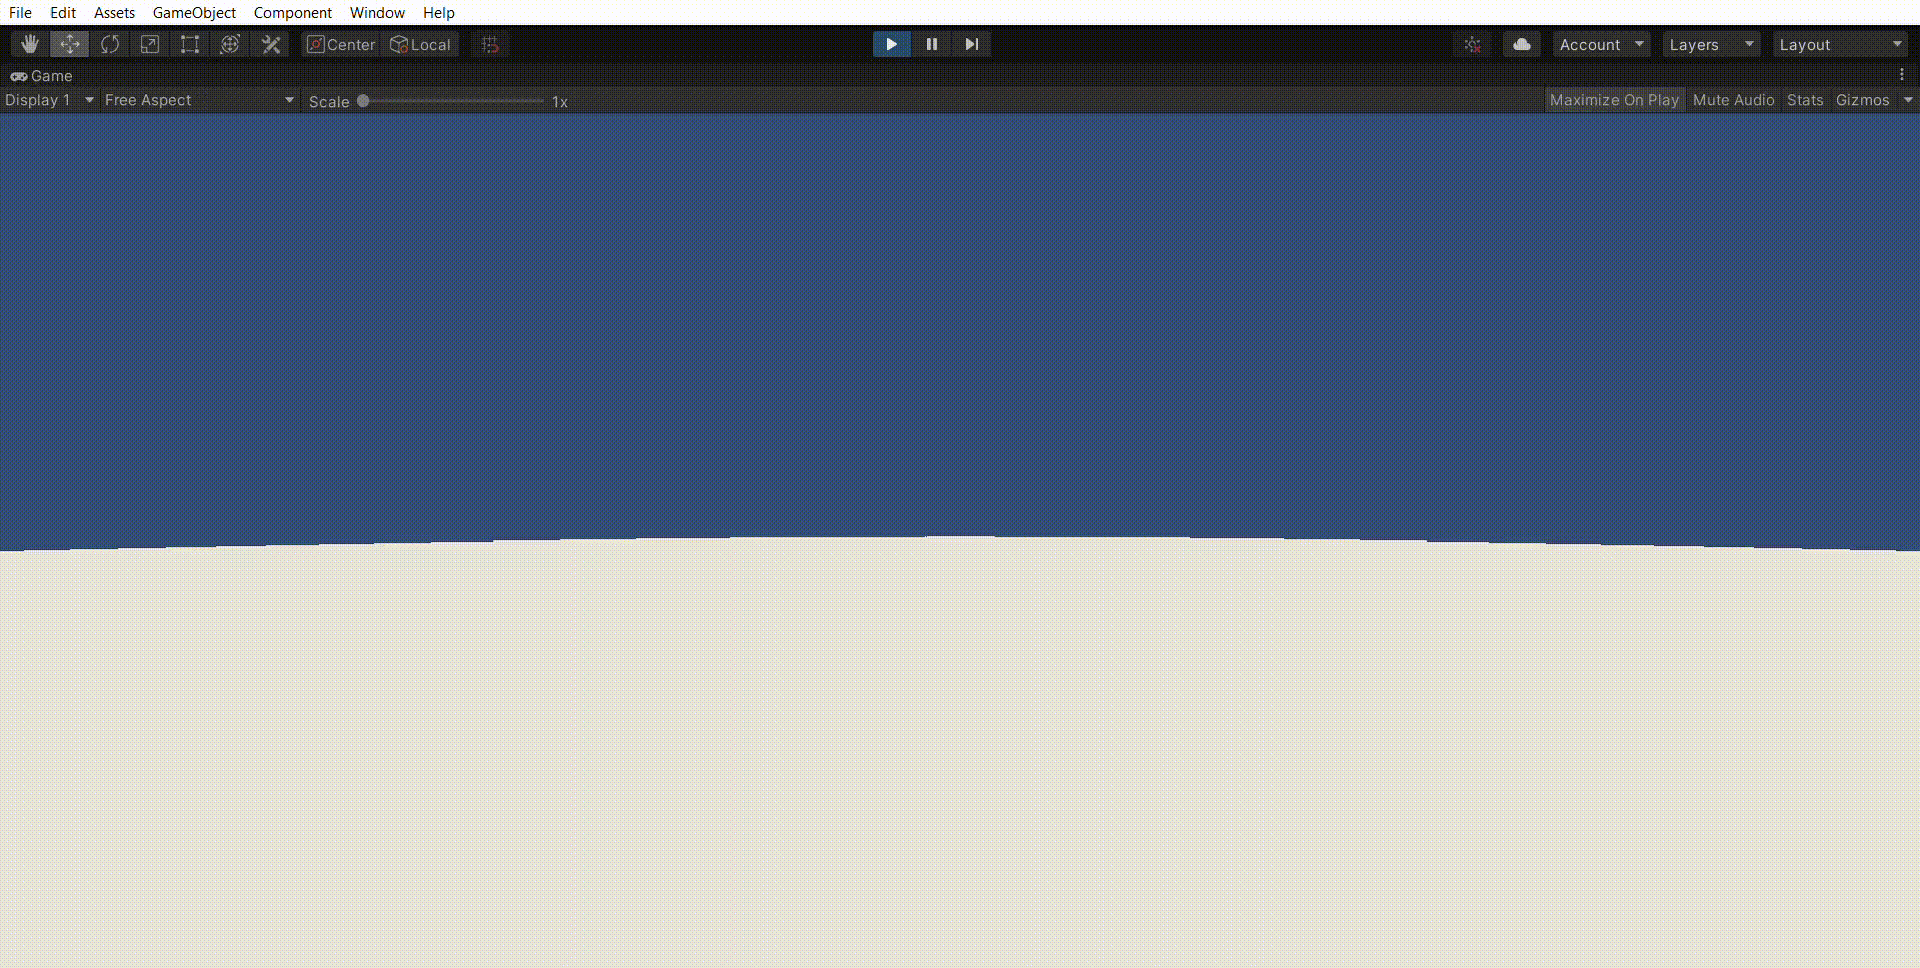 File Edit Assets GameObject Component Window Help
Center Local Account Layers Layout
Game
Display 1 Free Aspect Scale 1x Maximize On Play Mute Audio Stats Gizmos